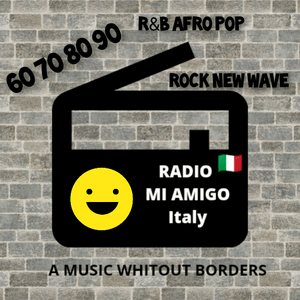 R&B AFRO POP
60 70 80 90
ROCK NEW WAVE
RADIO
MI AMIGO
Italy
A MUSIC WHITOUT BORDERS